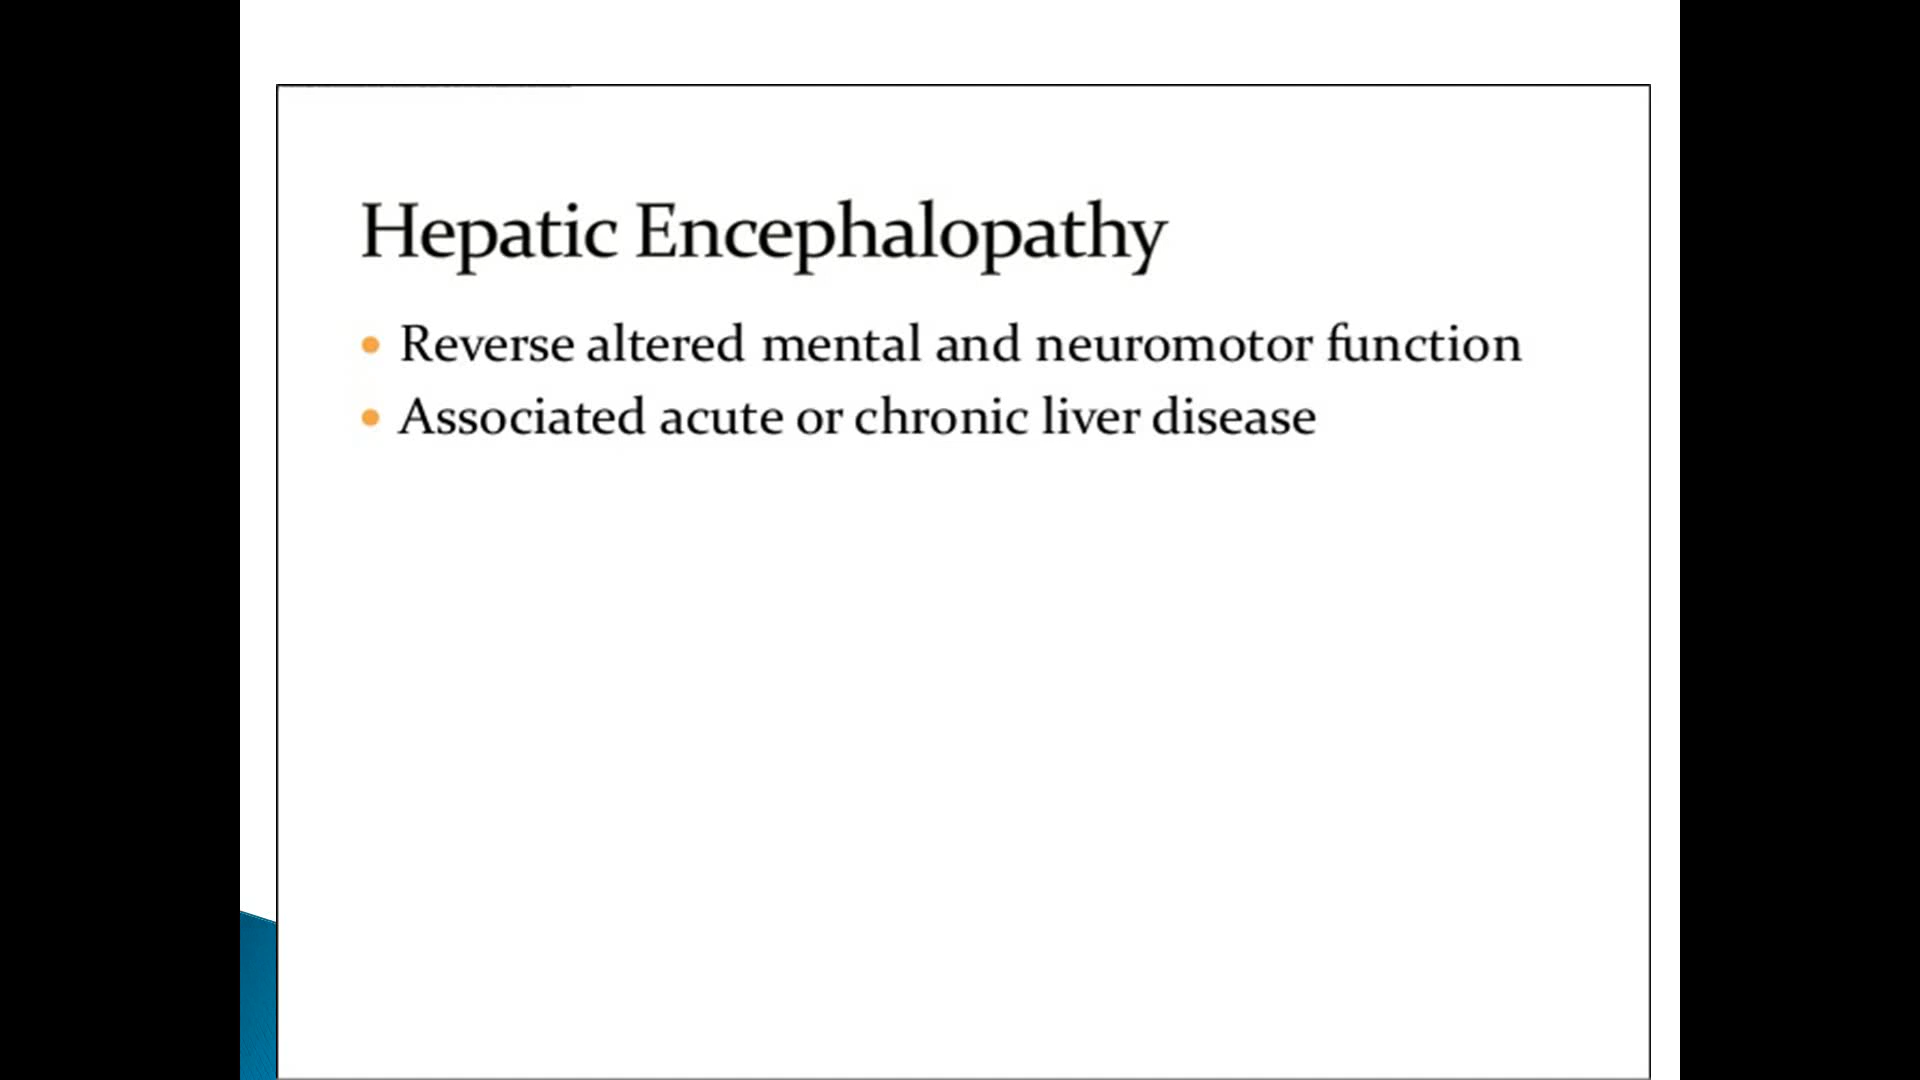 Hepatic Encephalopathy
Reverse altered mental and neuromotor function
Associated acute or chronic liver disease